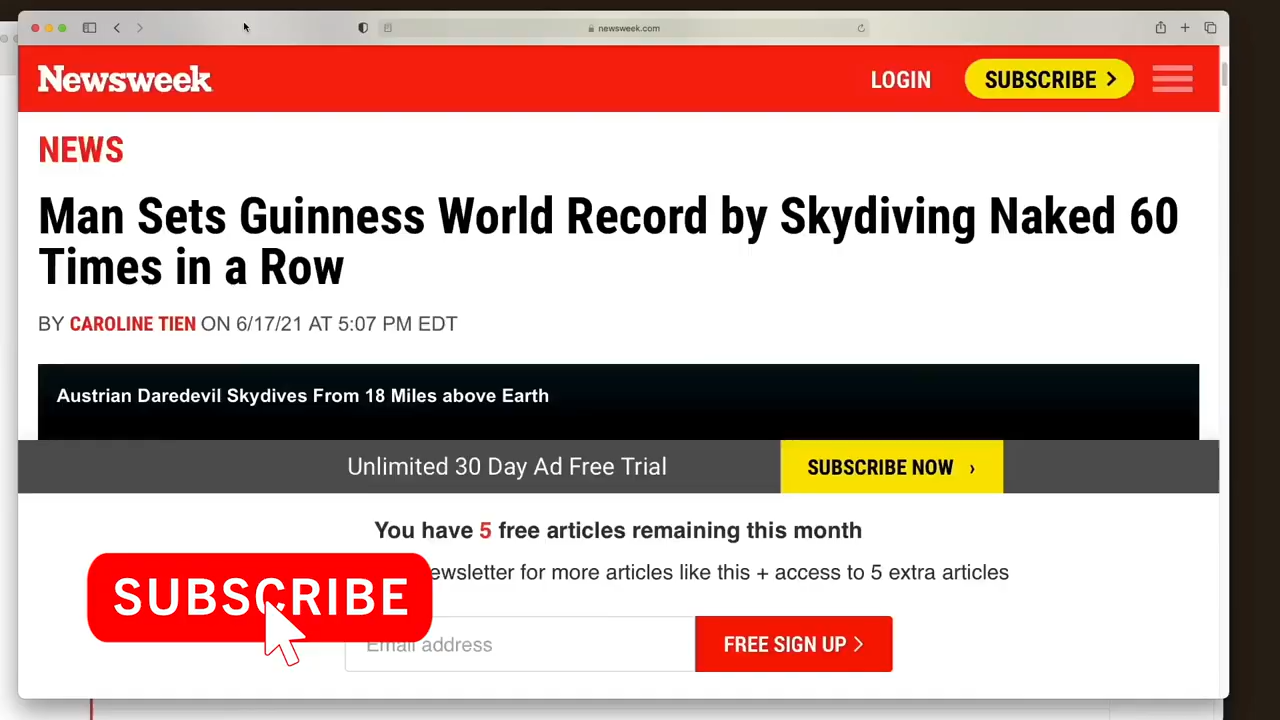 newsweek.com
Newsweek
LOGIN
SUBSCRIBE
NEWS
Man Sets Guinness World Record by Skydiving Naked 60
Times in a Row
BY CAROLINE TIEN ON 6/17/21 AT 5:07 PM EDT
Austrian Daredevil Skydives From 18 Miles above Earth
Unlimited 30 Day Ad Free Trial
SUBSCRIBE NOW
You have 5 free articles remaining this month
for more articles like this + access to 5 extra articles
SUBSCRIBE
Email address
FREE SIGN UP